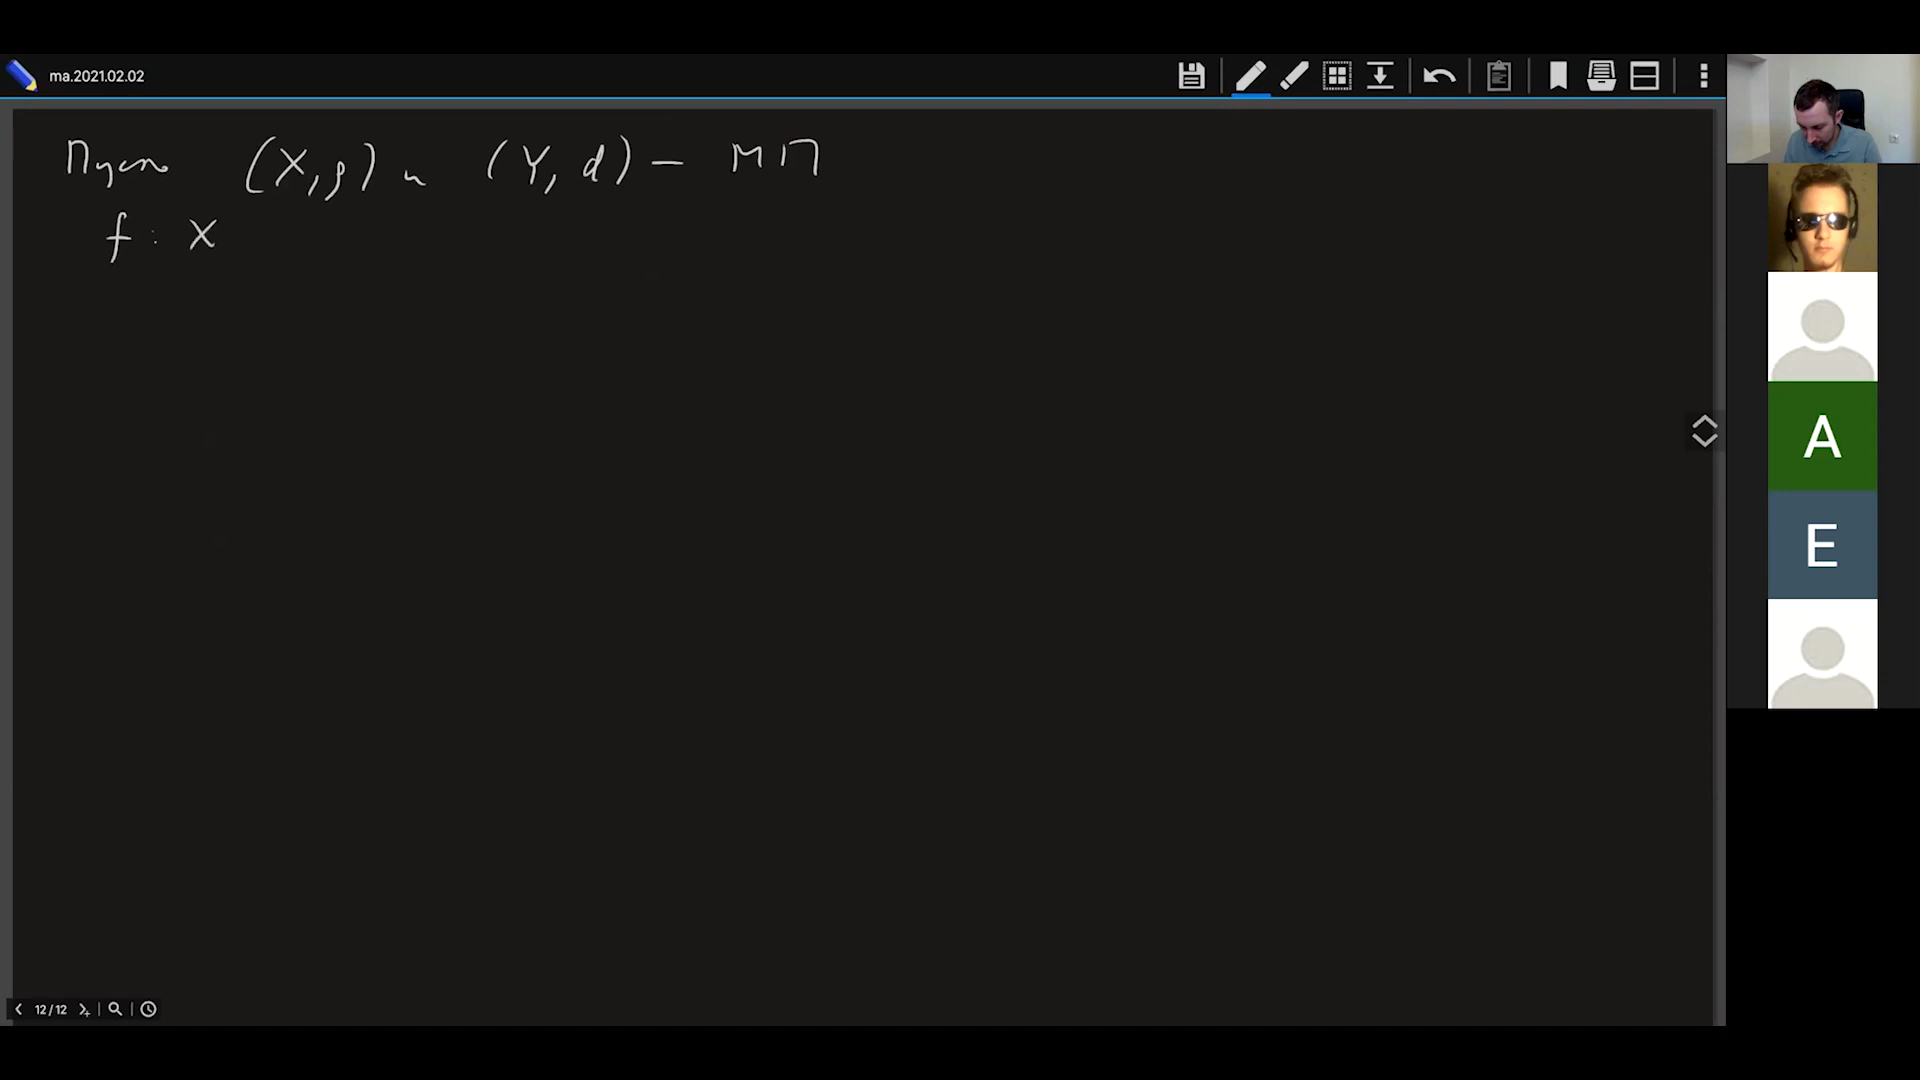 ma.2021.02.02
Пусть (X, ρ) и (Y, d) — МП
f : X
A
E
12/12